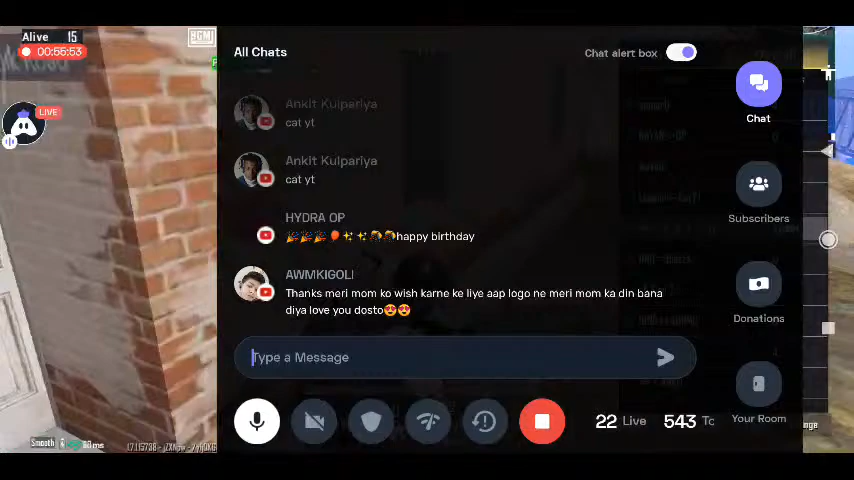 Alive 15
00:55:53
BGMI
LIVE
All Chats
Chat alert box
Ankit Kulpariya
cat yt
Ankit Kulpariya
cat yt
HYDRA OP
🎉🎉🎉🎈✨✨🎊🎊happy birthday
AWMKIGOLI
Thanks meri mom ko wish karne ke liye aap logo ne meri mom ka din bana
diya love you dosto😍😍
Type a Message
22 Live 543 To
Chat
Subscribers
Donations
Your Room
Smooth